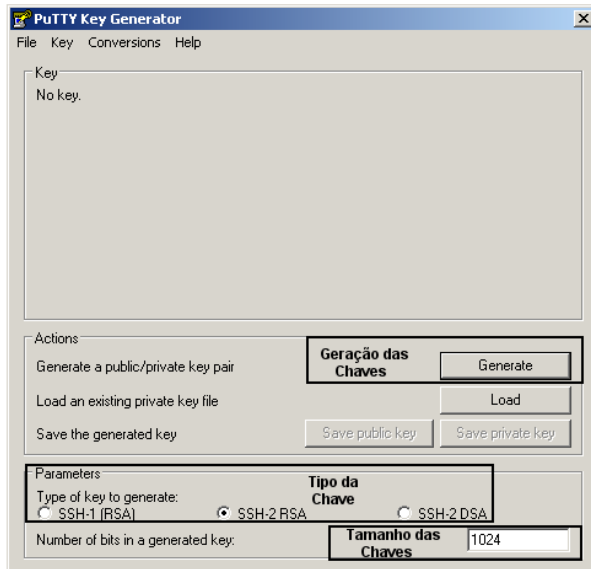 PuTTY Key Generator
File Key Conversions Help
Key
No key.
Actions
Generate a public/private key pair
Geração das
Chaves
Generate
Load an existing private key file
Load
Save the generated key
Save public key
Save private key
Parameters
Type of key to generate:
Tipo da
Chave
SSH-1 (RSA)
SSH-2 RSA
SSH-2 DSA
Number of bits in a generated key:
Tamanho das
Chaves
1024